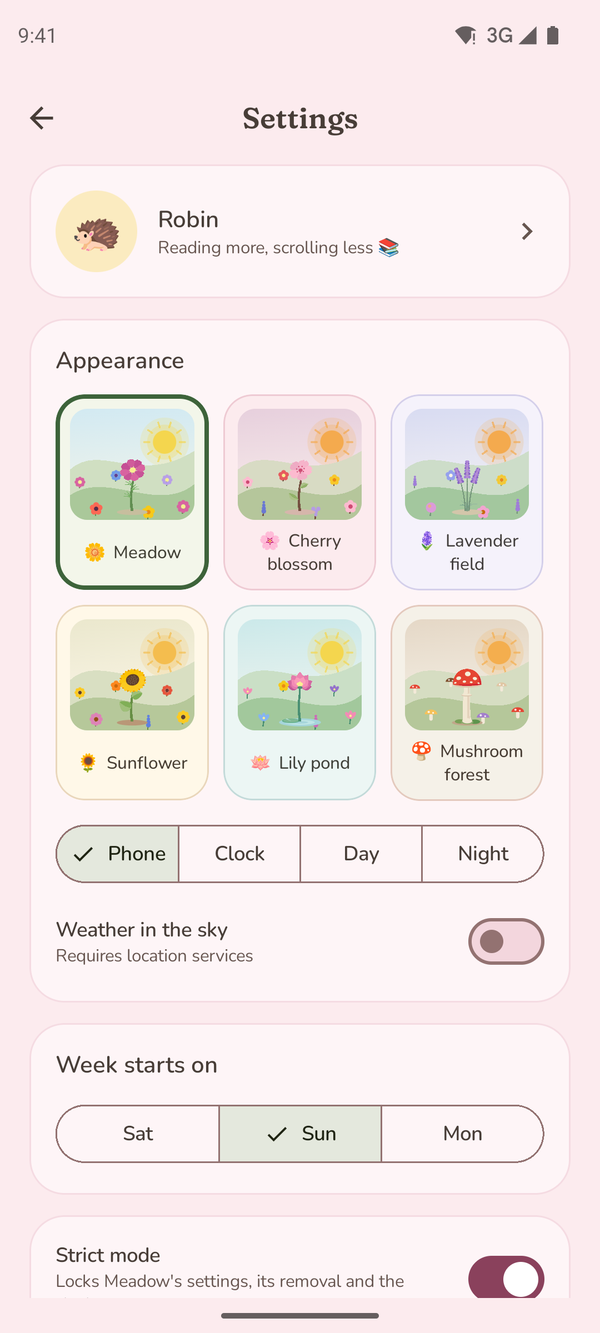 9:41
3G
Settings
Robin
Reading more, scrolling less 📚
Appearance
Meadow
Cherry
blossom
Lavender
field
Sunflower
Lily pond
Mushroom
forest
Phone
Clock
Day
Night
Weather in the sky
Requires location services
Week starts on
Sat
Sun
Mon
Strict mode
Locks Meadow's settings, its removal and the